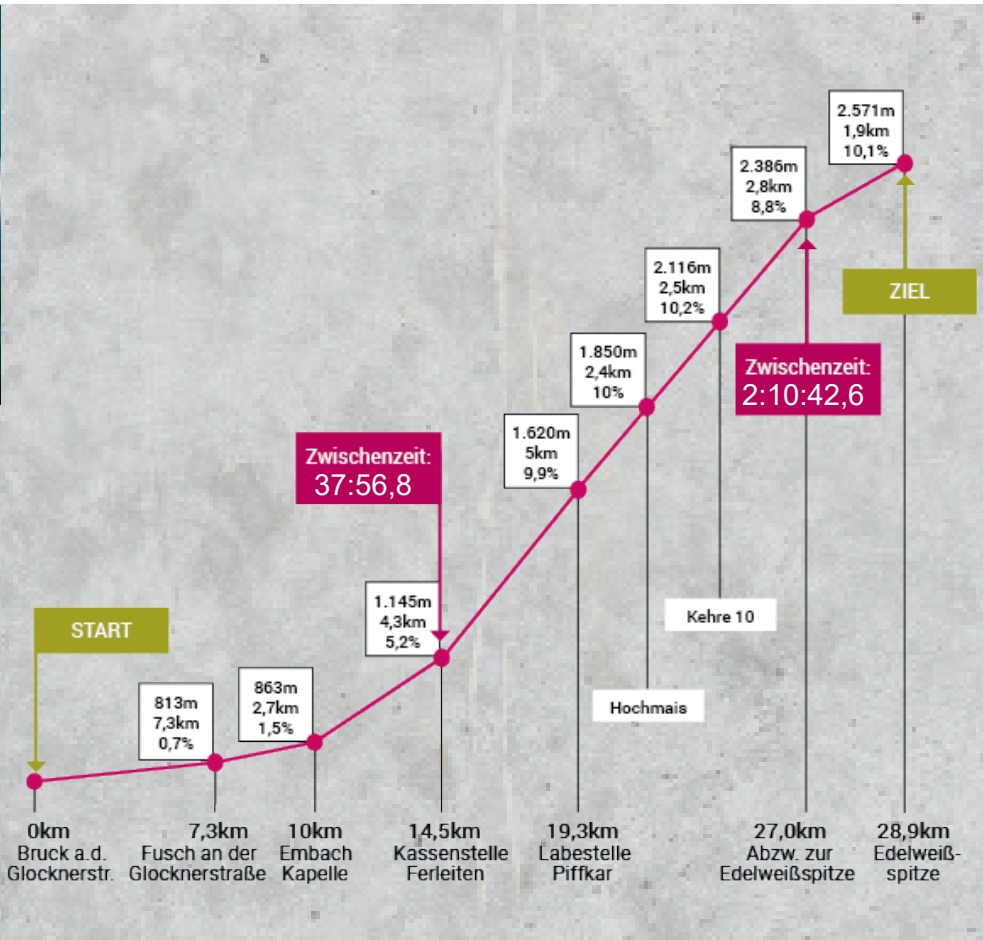 2.571m
1,9km
10,1%
2.386m
2,8km
8,8%
ZIEL
2.116m
2,5km
10,2%
1.850m
2,4km
10%
Zwischenzeit:
2:10:42,6
1.620m
5km
9,9%
Zwischenzeit:
37:56,8
1.145m
4,3km
5,2%
Kehre 10
START
863m
2,7km
1,5%
813m
7,3km
0,7%
Hochmais
0km
Bruck a.d.
Glocknerstr.
7,3km
Fusch an der
Glocknerstraße
10km
Embach
Kapelle
14,5km
Kassenstelle
Ferleiten
19,3km
Labestelle
Piffkar
27,0km
Abzw. zur
Edelweißspitze
28,9km
Edelweiß-
spitze